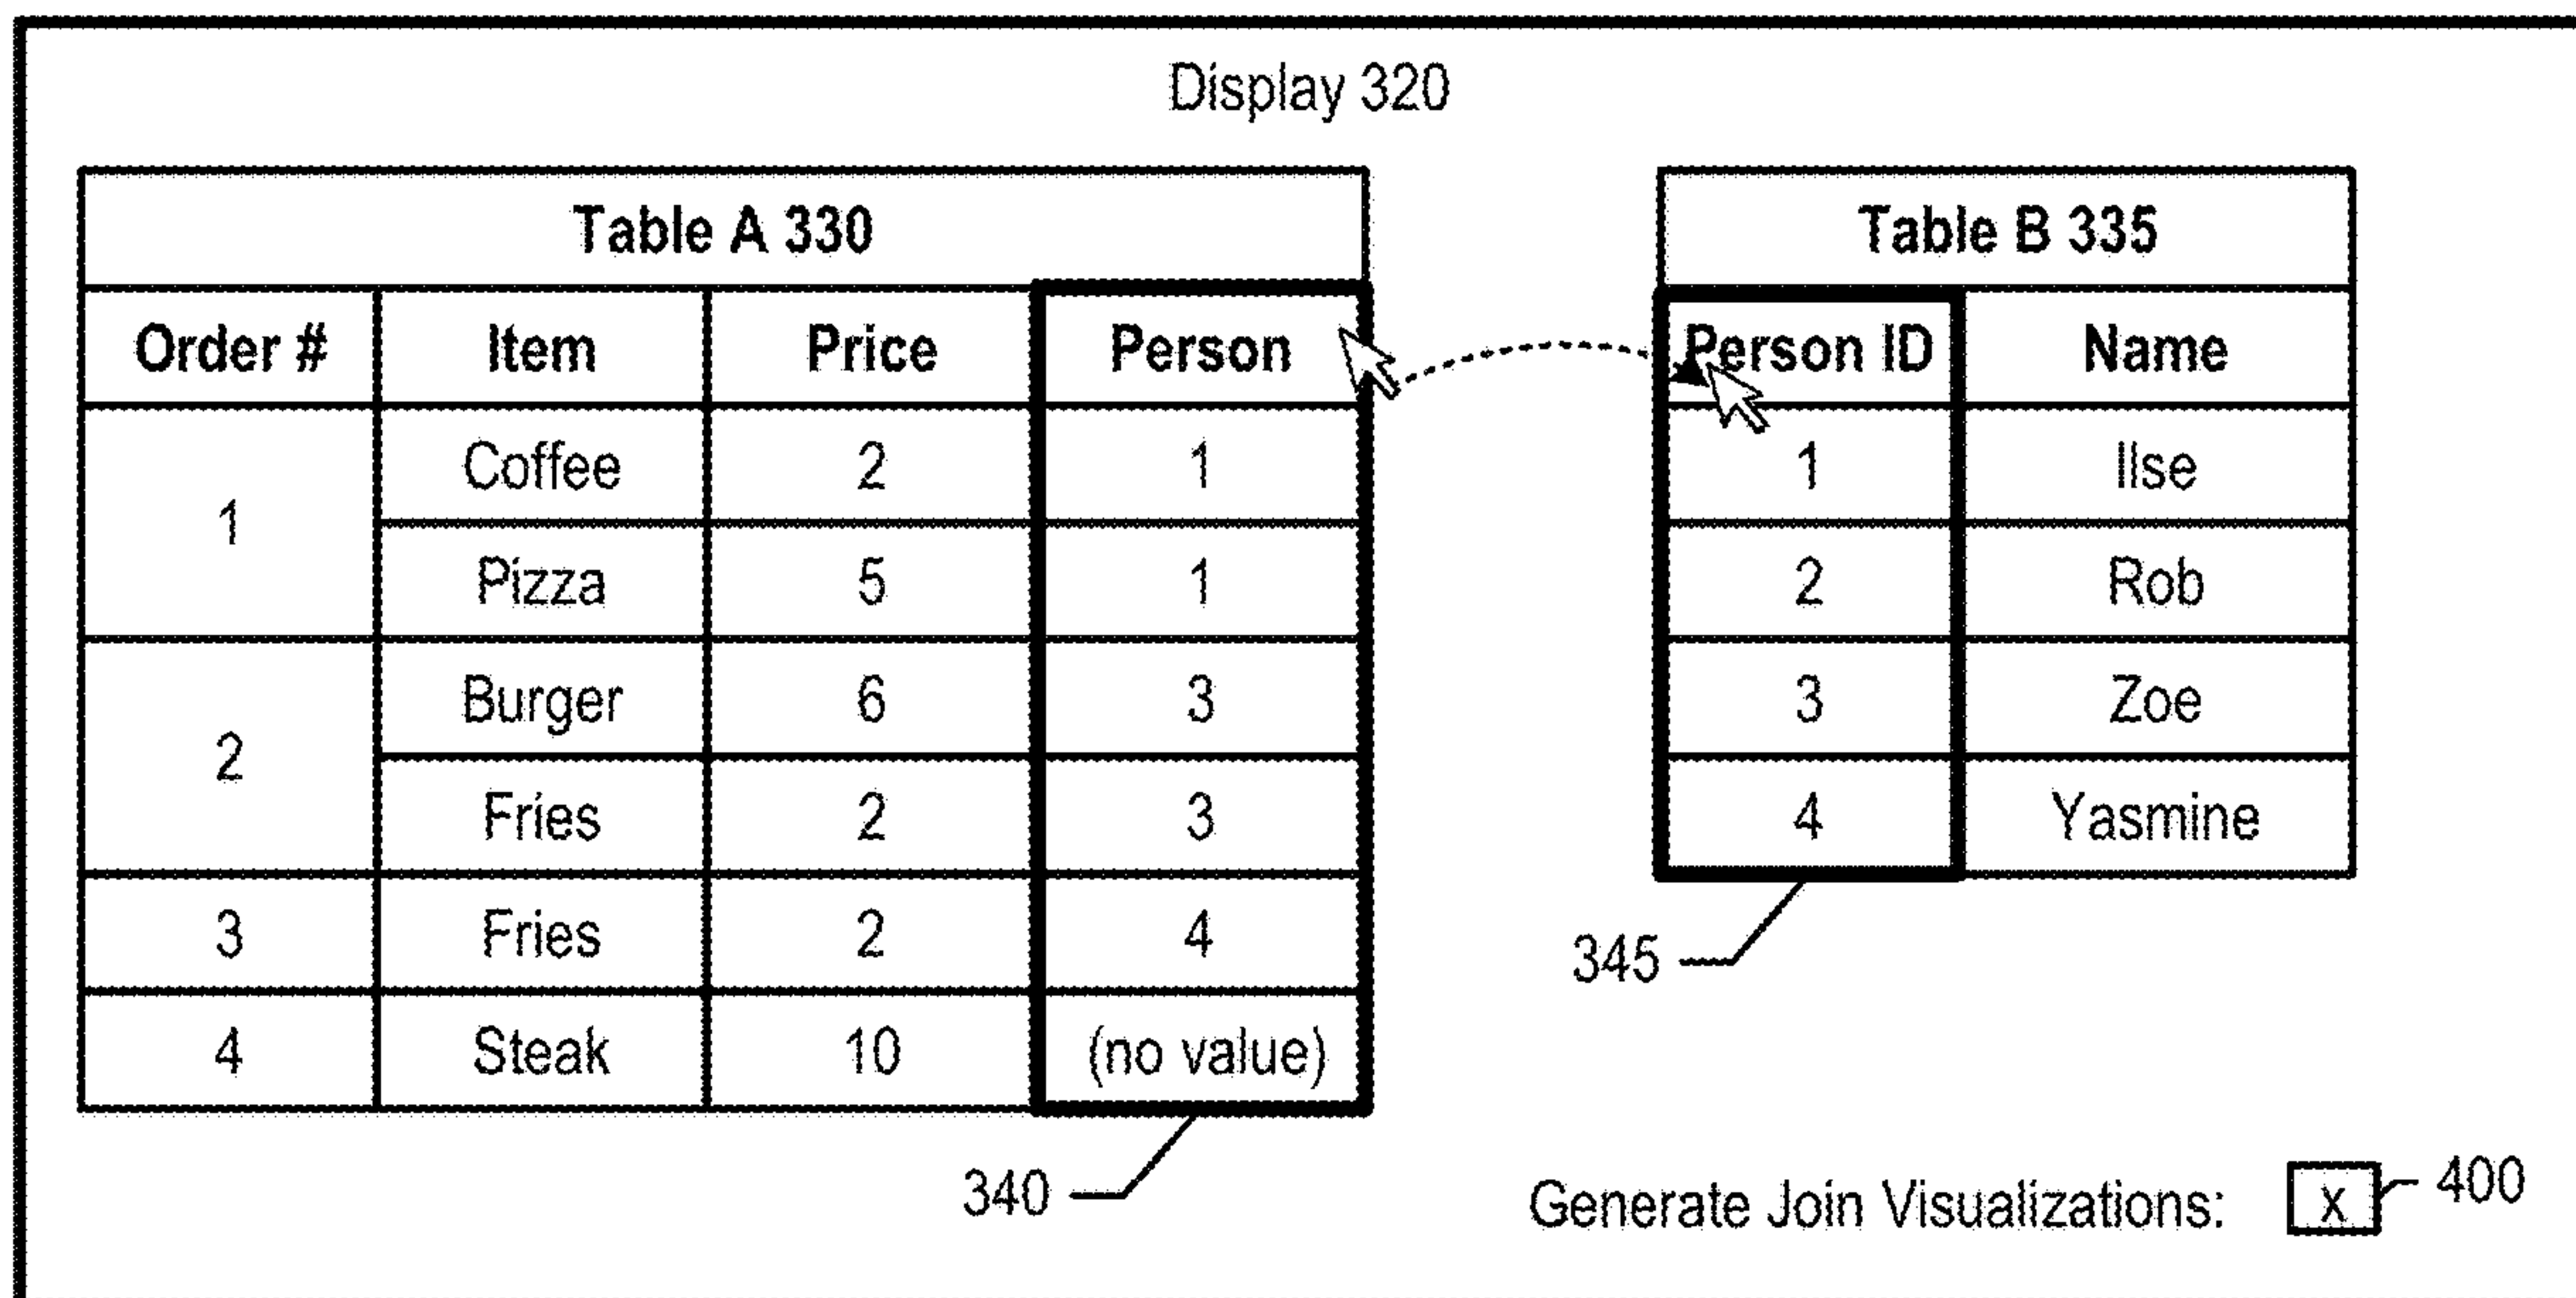 Display 320
Table A 330
Table B 335
Order # Item Price Person
Person ID Name
1 Coffee 2 1
Pizza 5 1
2 Burger 6 3
Fries 2 3
3 Fries 2 4
4 Steak 10 (no value)
1 Ilse
2 Rob
3 Zoe
4 Yasmine
345
340
Generate Join Visualizations: x 400